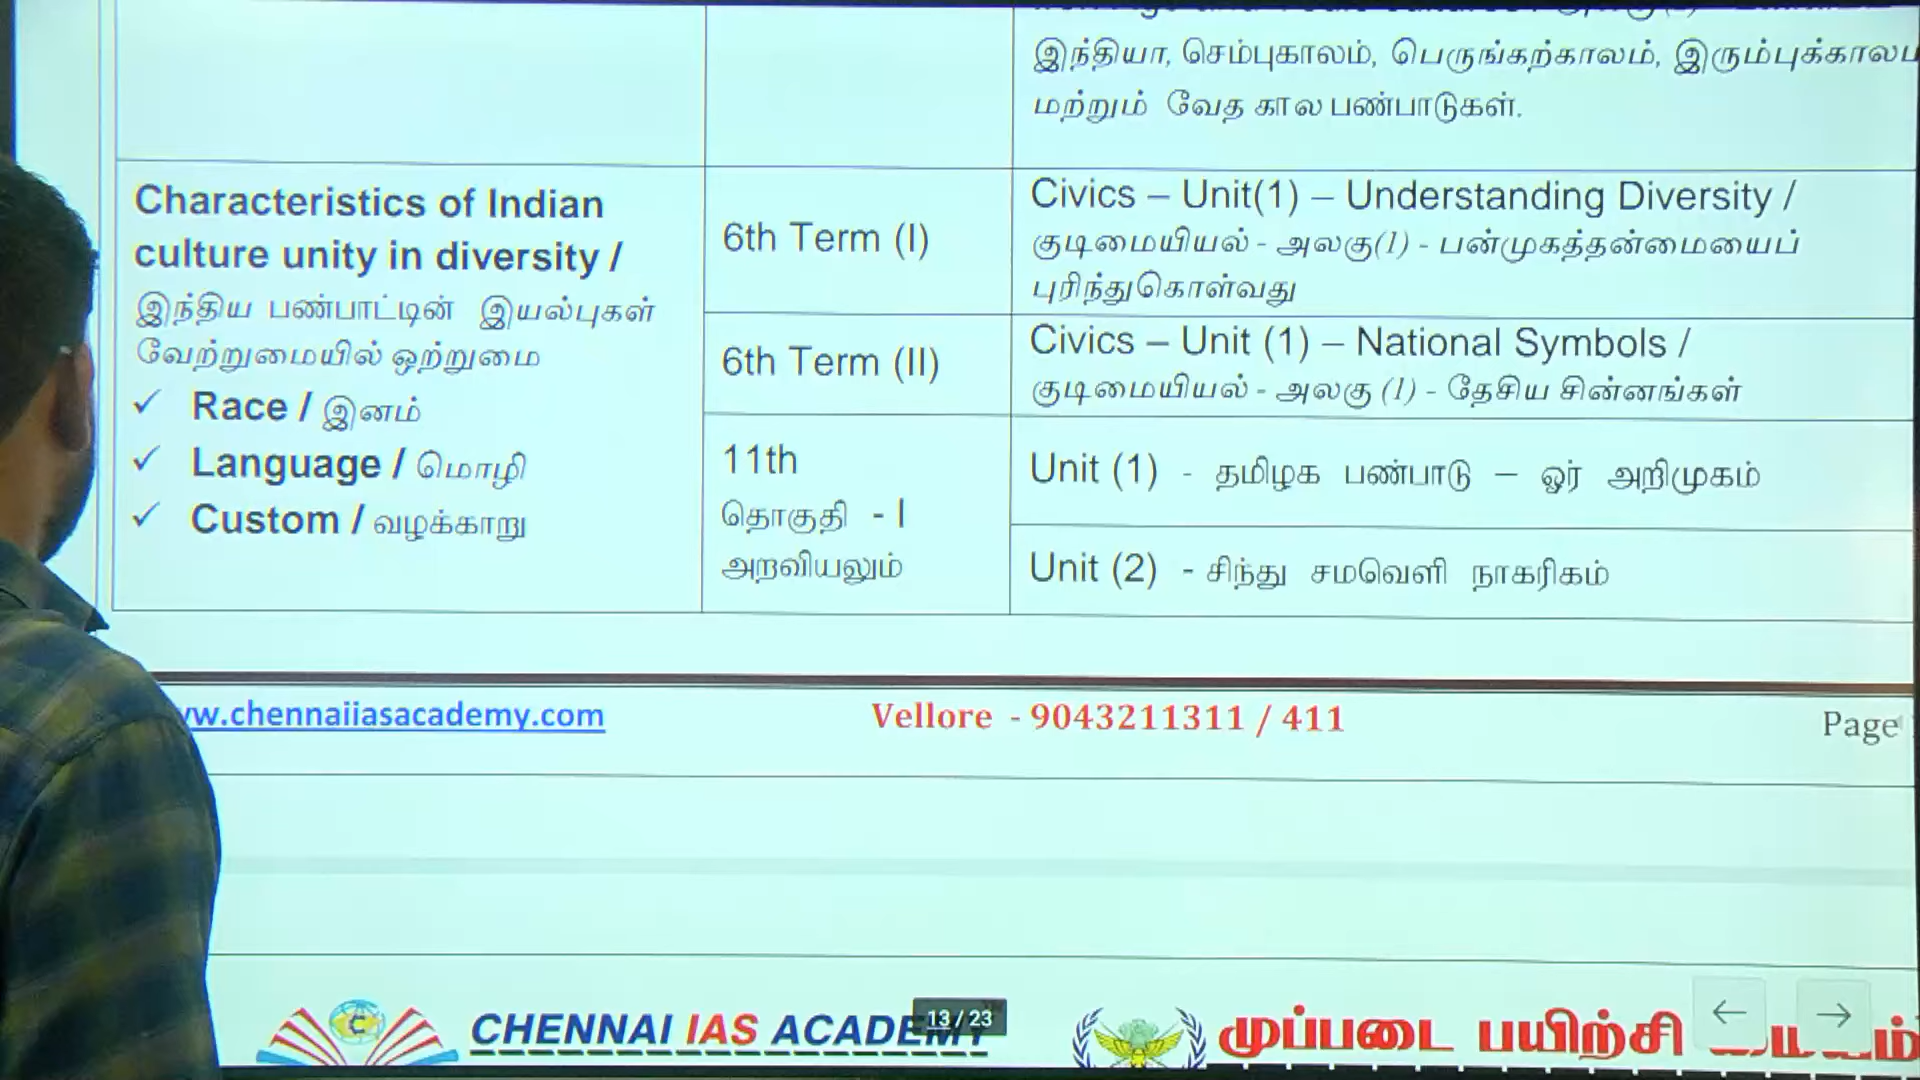 இந்தியா, செம்புகாலம், பெருங்கற்காலம், இரும்புக்கால
மற்றும் வேத கால பண்பாடுகள்.
Characteristics of Indian
culture unity in diversity /
இந்திய பண்பாட்டின் இயல்புகள்
வேற்றுமையில் ஒற்றுமை
✓ Race / இனம்
✓ Language / மொழி
✓ Custom / வழக்காறு
6th Term (I)
Civics – Unit(1) – Understanding Diversity /
குடிமையியல் - அலகு(1) - பன்முகத்தன்மையைப்
புரிந்துகொள்வது
6th Term (II)
Civics – Unit (1) – National Symbols /
குடிமையியல் - அலகு (1) - தேசிய சின்னங்கள்
11th
தொகுதி - I
அறவியலும்
Unit (1) - தமிழக பண்பாடு – ஓர் அறிமுகம்
Unit (2) - சிந்து சமவெளி நாகரிகம்
w.chennaiiasacademy.com
Vellore - 9043211311 / 411
Page
CHENNAI IAS ACADEMY
13 / 23
முப்படை பயிற்சி